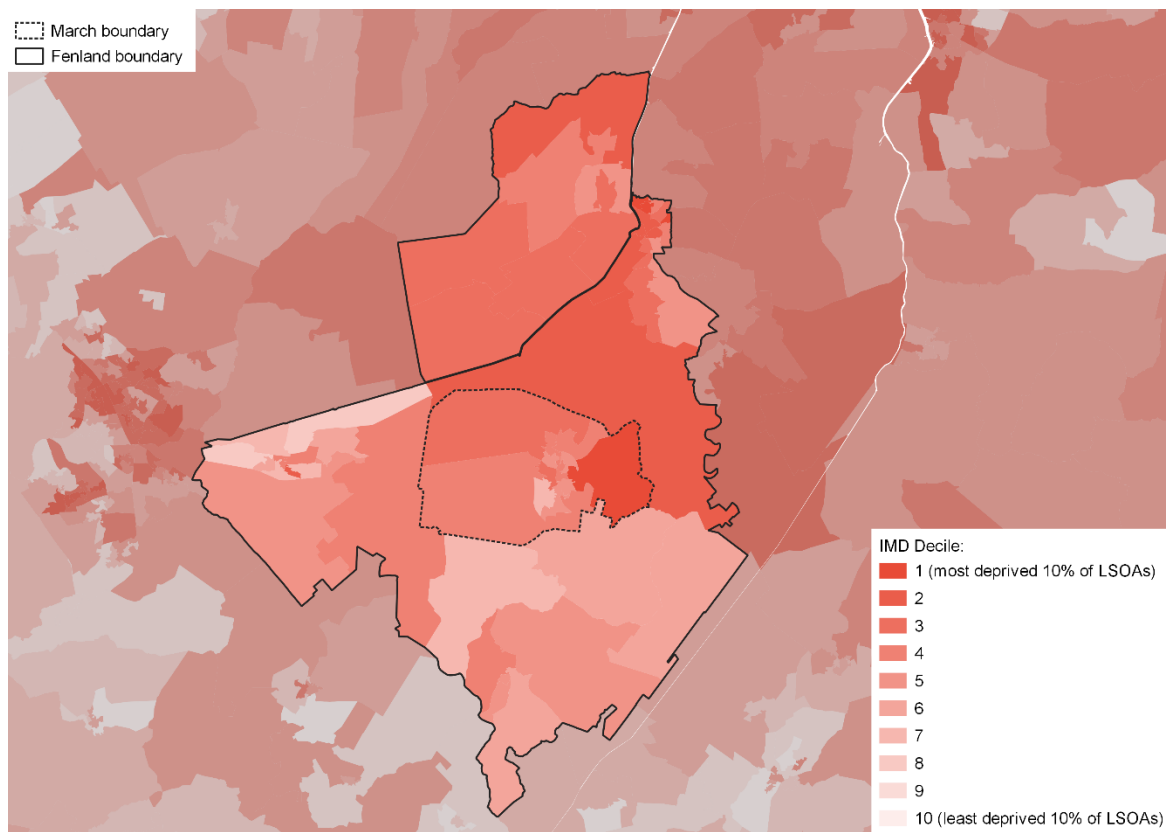 March boundary
Fenland boundary
IMD Decile:
1 (most deprived 10% of LSOAs)
2
3
4
5
6
7
8
9
10 (least deprived 10% of LSOAs)